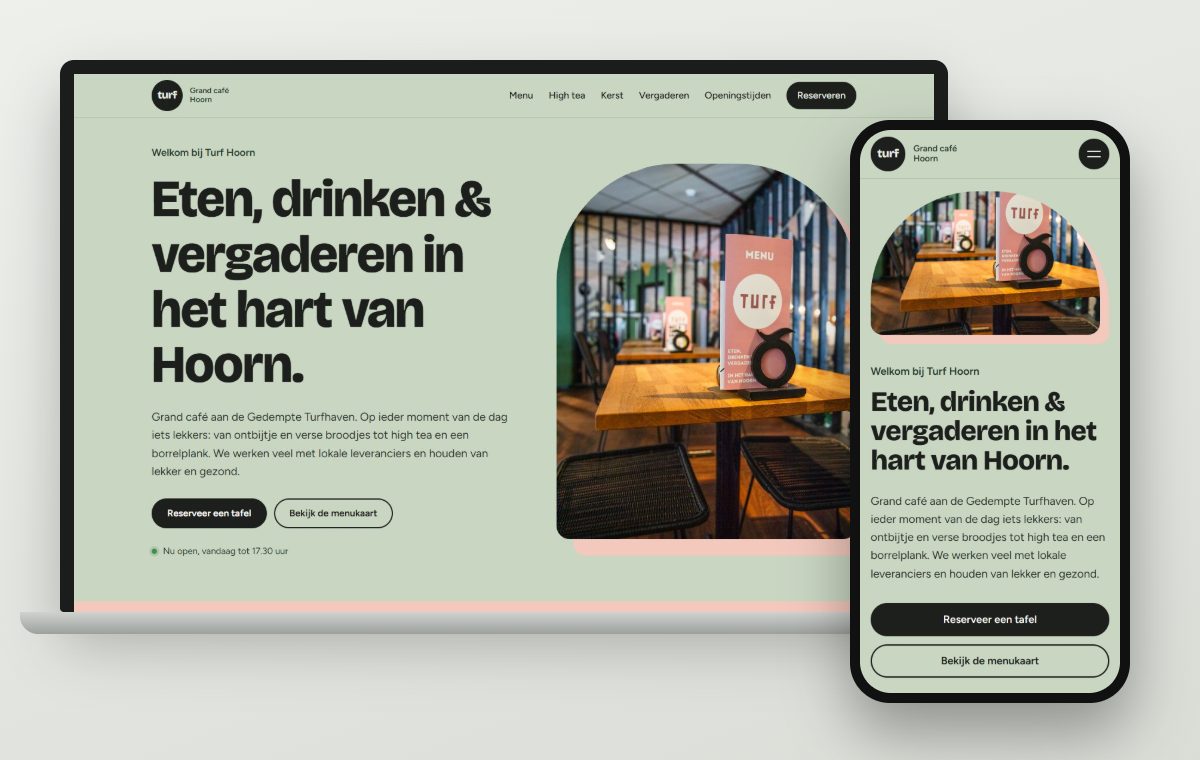 turf
Grand café
Hoorn
Menu
High tea
Kerst
Vergaderen
Openingstijden
Reserveren
Welkom bij Turf Hoorn
Eten, drinken &
vergaderen in
het hart van
Hoorn.
Grand café aan de Gedempte Turfhaven. Op ieder moment van de dag
iets lekkers: van ontbijtje en verse broodjes tot high tea en een
borrelplank. We werken veel met lokale leveranciers en houden van
lekker en gezond.
Reserveer een tafel
Bekijk de menukaart
Nu open, vandaag tot 17.30 uur
MENU
TURF
ETEN,
turf
Grand café
Hoorn
TURF
Welkom bij Turf Hoorn
Eten, drinken &
vergaderen in het
hart van Hoorn.
Grand café aan de Gedempte Turfhaven. Op
ieder moment van de dag iets lekkers: van
ontbijtje en verse broodjes tot high tea en een
borrelplank. We werken veel met lokale
leveranciers en houden van lekker en gezond.
Reserveer een tafel
Bekijk de menukaart